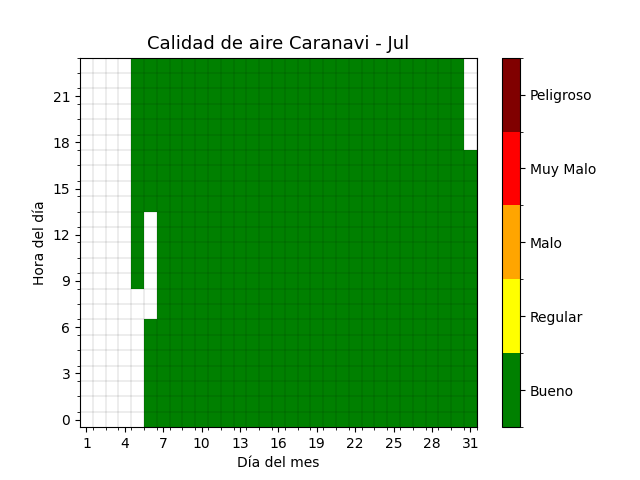 Calidad de aire Caranavi - Jul
Hora del día
21
18
15
12
9
6
3
0
1 4 7 10 13 16 19 22 25 28 31
Día del mes
Peligroso
Muy Malo
Malo
Regular
Bueno